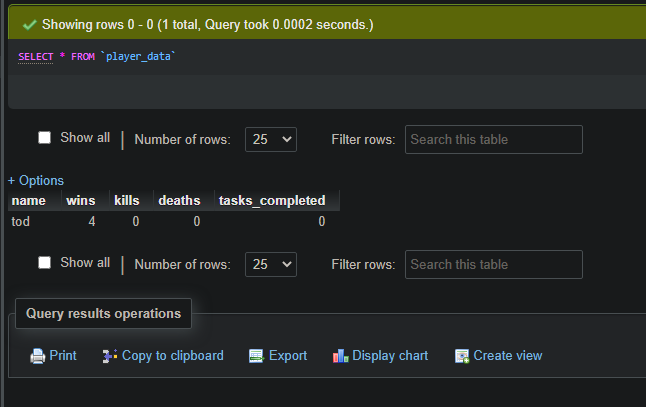 Showing rows 0 - 0 (1 total, Query took 0.0002 seconds.)
SELECT * FROM `player_data`
Show all | Number of rows: 25 Filter rows: Search this table
+ Options
name wins kills deaths tasks_completed
tod 4 0 0 0
Show all | Number of rows: 25 Filter rows: Search this table
Query results operations
Print Copy to clipboard Export Display chart Create view